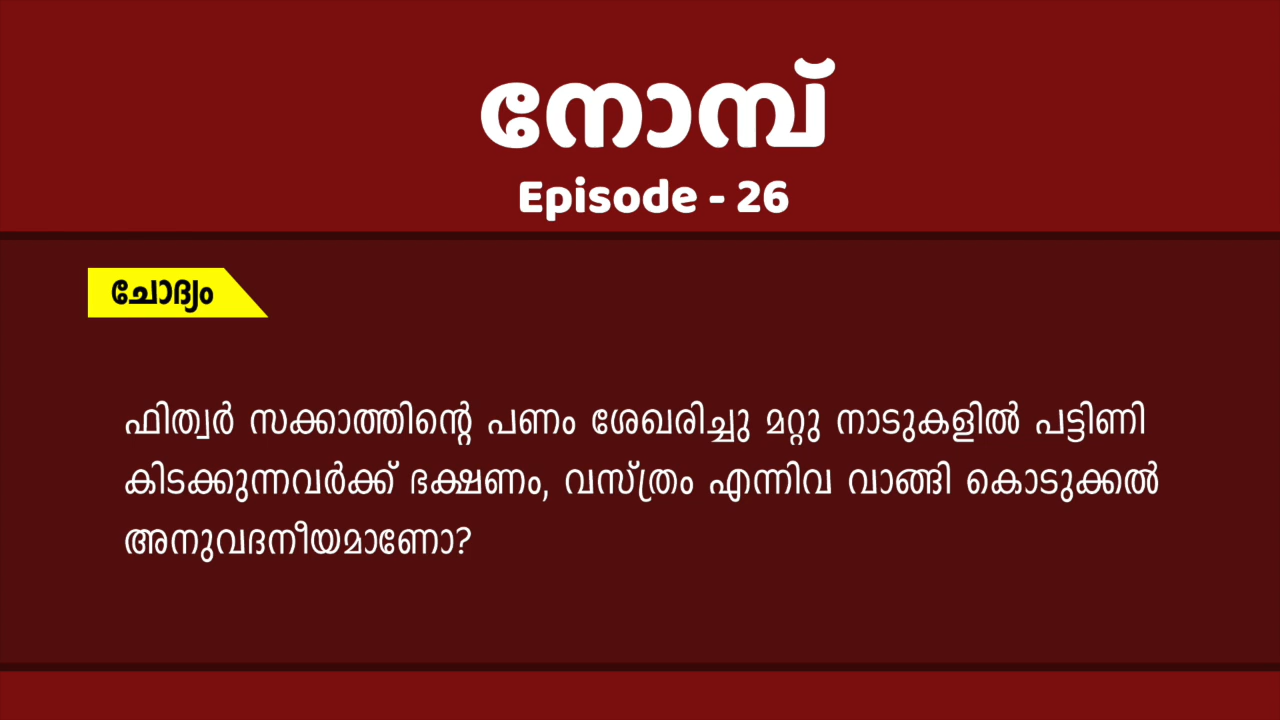 നോമ്പ്
Episode - 26
ചോദ്യം
ഫിത്വർ സക്കാത്തിന്റെ പണം ശേഖരിച്ചു മറ്റു നാടുകളിൽ പട്ടിണി
കിടക്കുന്നവർക്ക് ഭക്ഷണം, വസ്ത്രം എന്നിവ വാങ്ങി കൊടുക്കൽ
അനുവദനീയമാണോ?